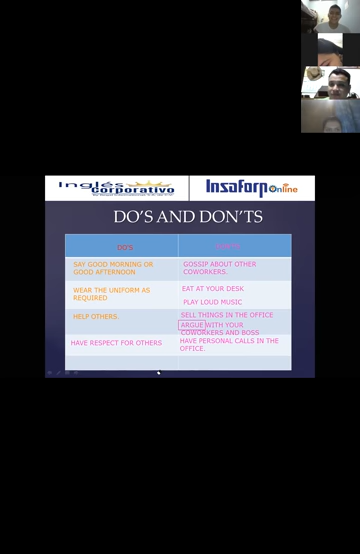 Inglés
corporativo
Insaforp online
DO'S AND DON'TS
DO'S
DON'TS
SAY GOOD MORNING OR
GOOD AFTERNOON
GOSSIP ABOUT OTHER
COWORKERS.
WEAR THE UNIFORM AS
REQUIRED
EAT AT YOUR DESK
PLAY LOUD MUSIC
HELP OTHERS.
SELL THINGS IN THE OFFICE
ARGUE WITH YOUR
COWORKERS AND BOSS
HAVE RESPECT FOR OTHERS
HAVE PERSONAL CALLS IN THE
OFFICE.